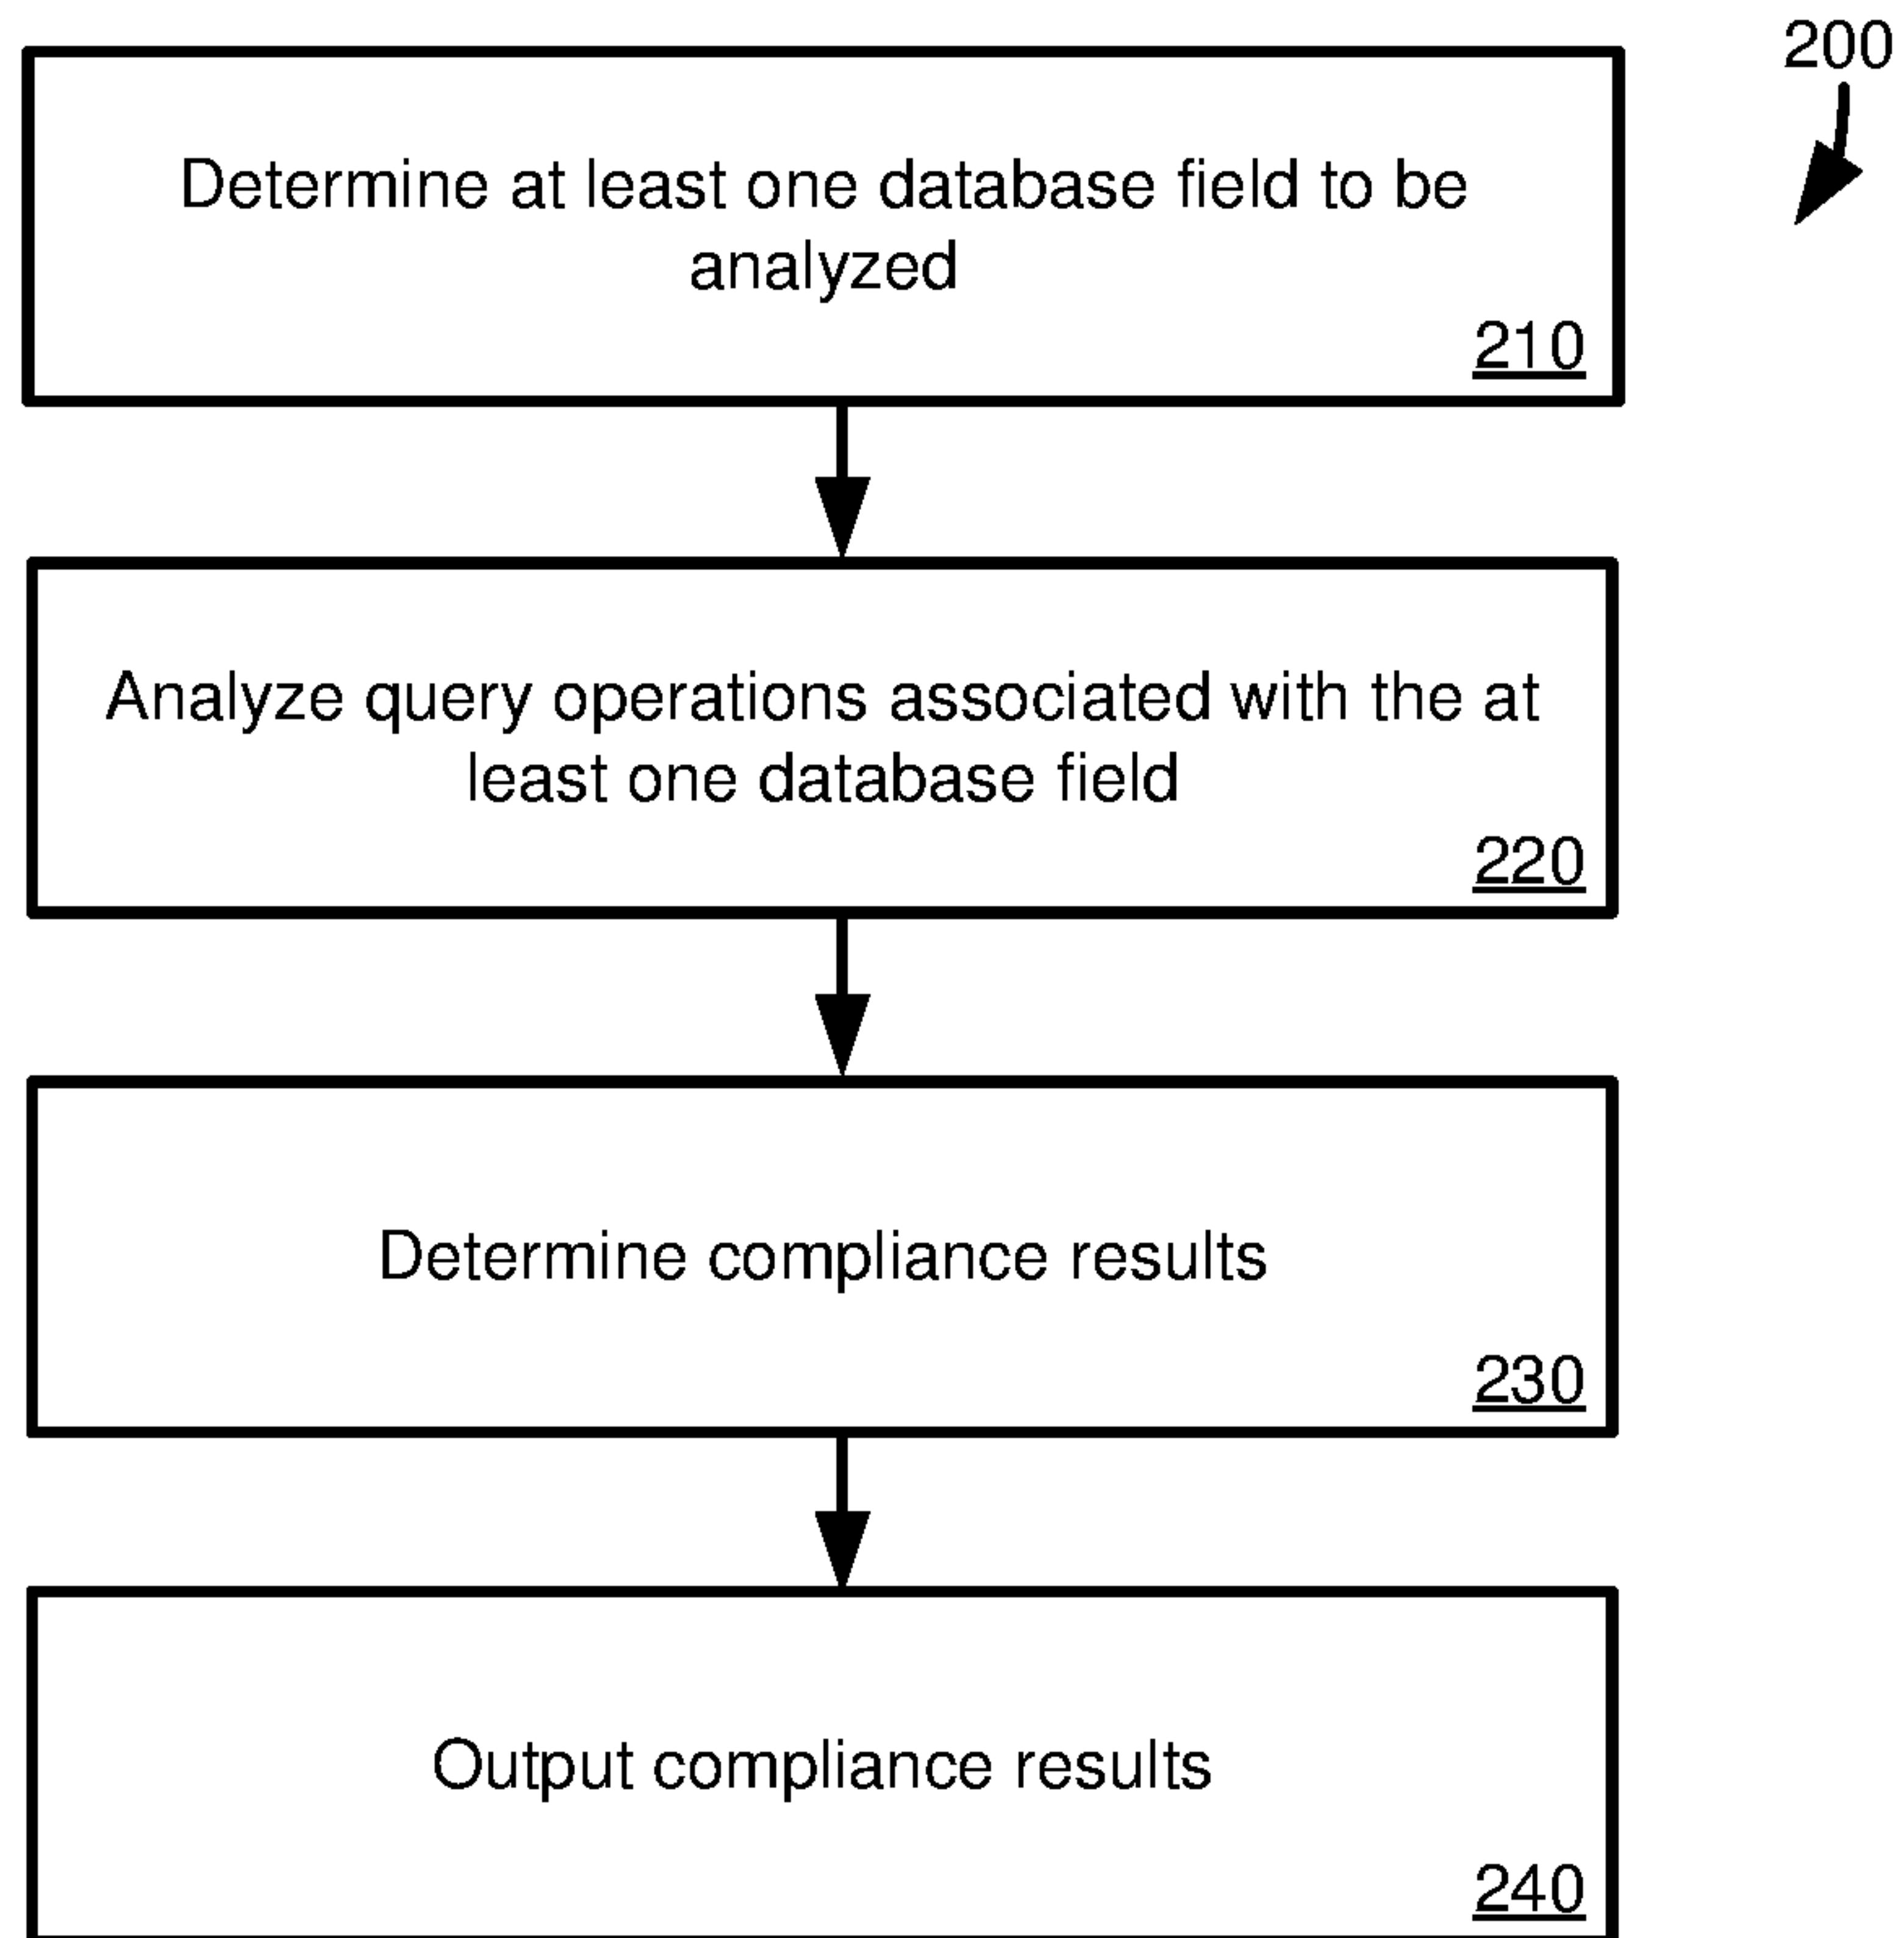 200
Determine at least one database field to be
analyzed
210
Analyze query operations associated with the at
least one database field
220
Determine compliance results
230
Output compliance results
240